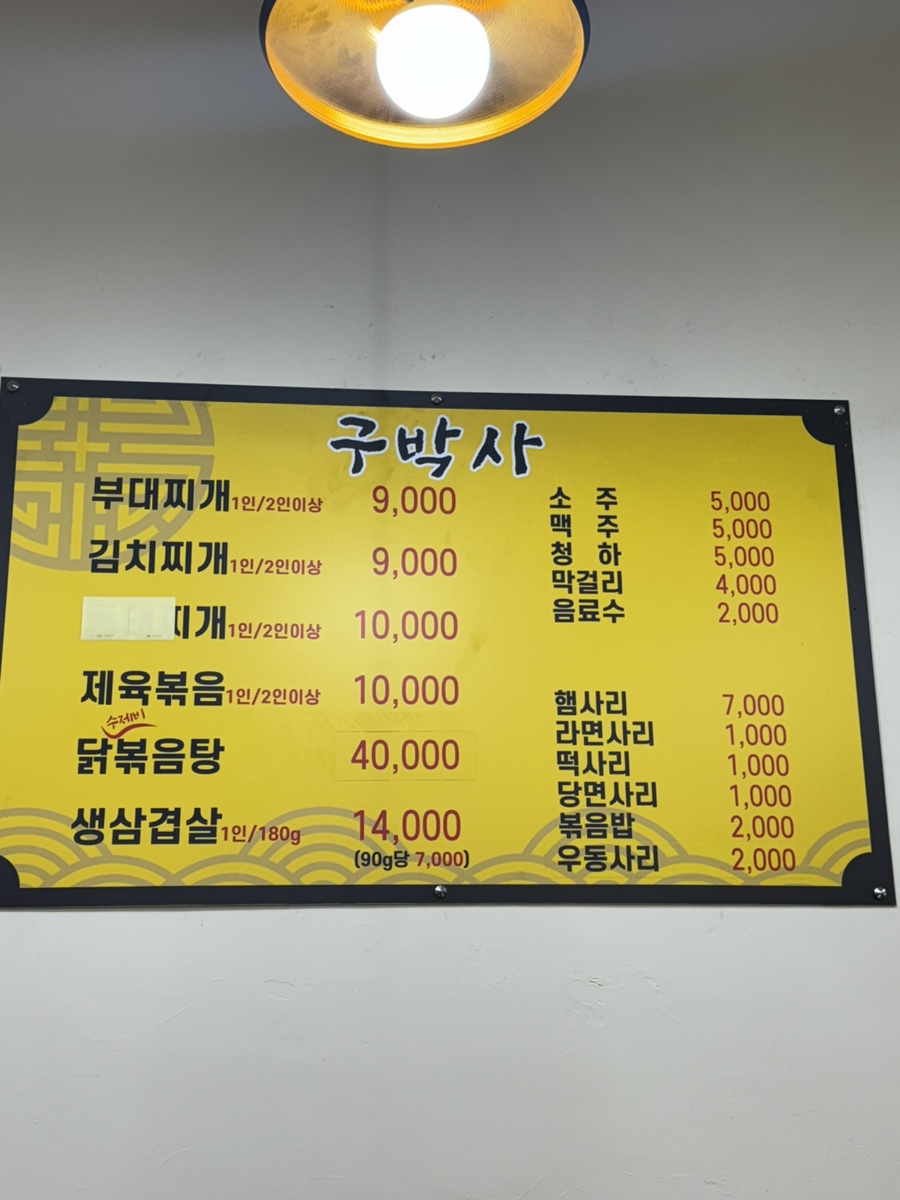 구박사
부대찌개 1인/2인이상 9,000
김치찌개 1인/2인이상 9,000
찌개 1인/2인이상 10,000
제육볶음 1인/2인이상 10,000
수제비
닭볶음탕 40,000
생삼겹살 1인/180g 14,000
(90g당 7,000)
소 주 5,000
맥 주 5,000
청 하 5,000
막걸리 4,000
음료수 2,000
햄사리 7,000
라면사리 1,000
떡사리 1,000
당면사리 1,000
볶음밥 2,000
우동사리 2,000